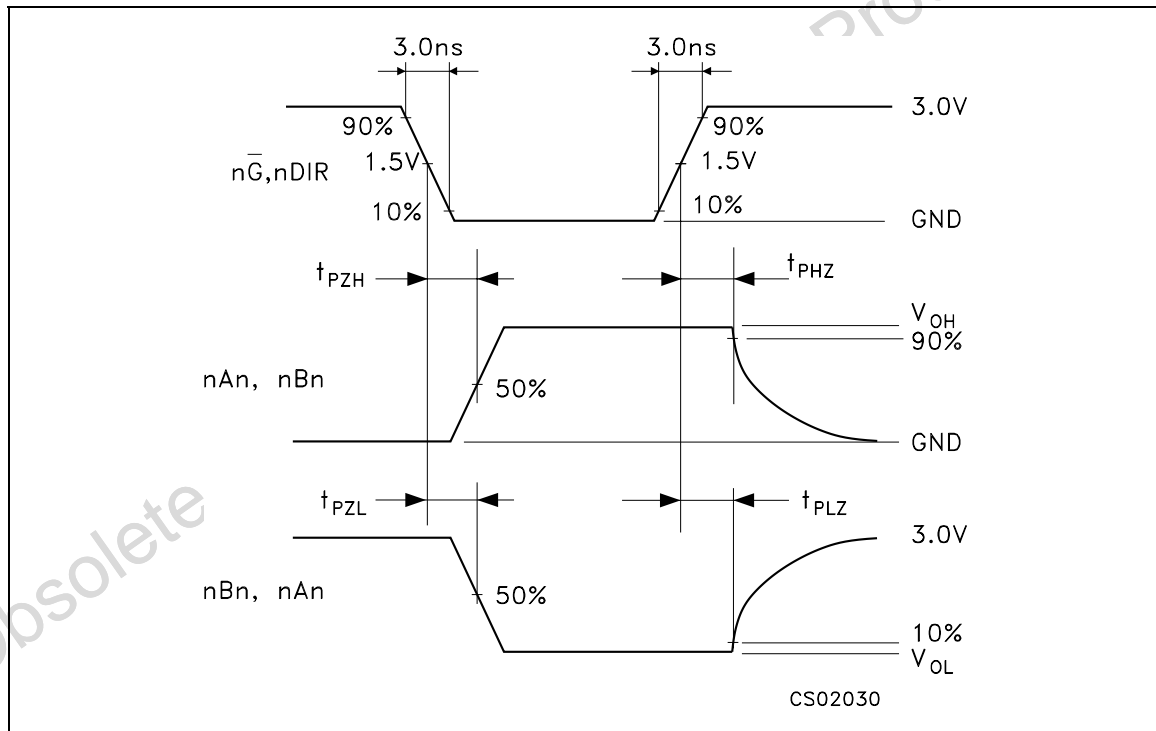 3.0ns 3.0ns
3.0V
90% 90%
nG̅,nDIR 1.5V 1.5V
10% 10%
GND
tPZH tPHZ
VOH
90%
nAn, nBn 50%
GND
tPZL tPLZ
3.0V
nBn, nAn 50%
10%
VOL
CS02030
Obsolete